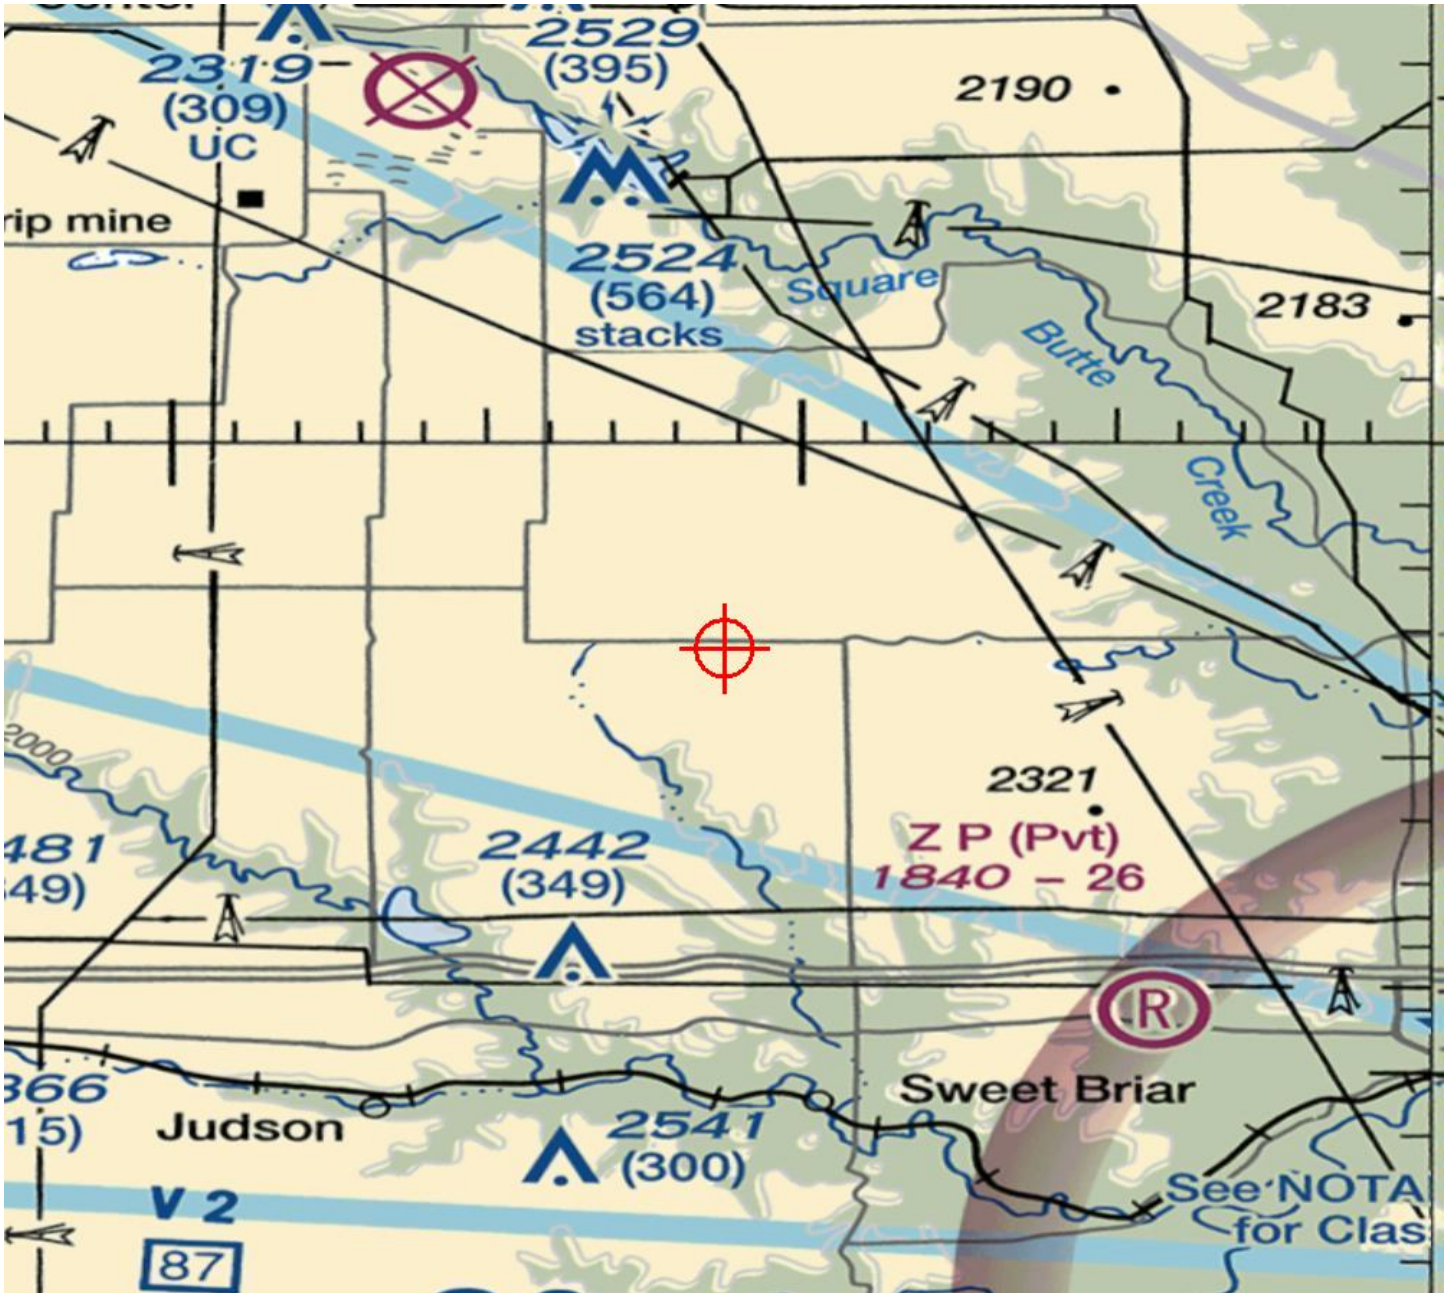 2319
(309)
UC
2529
(395)
2190
rip mine
2524
(564)
stacks
Square
Butte
Creek
2183
2000
2321
Z P (Pvt)
1840 – 26
481
49)
2442
(349)
R
366
15)
Judson
Sweet Briar
2541
(300)
V 2
87
See NOTA
for Clas